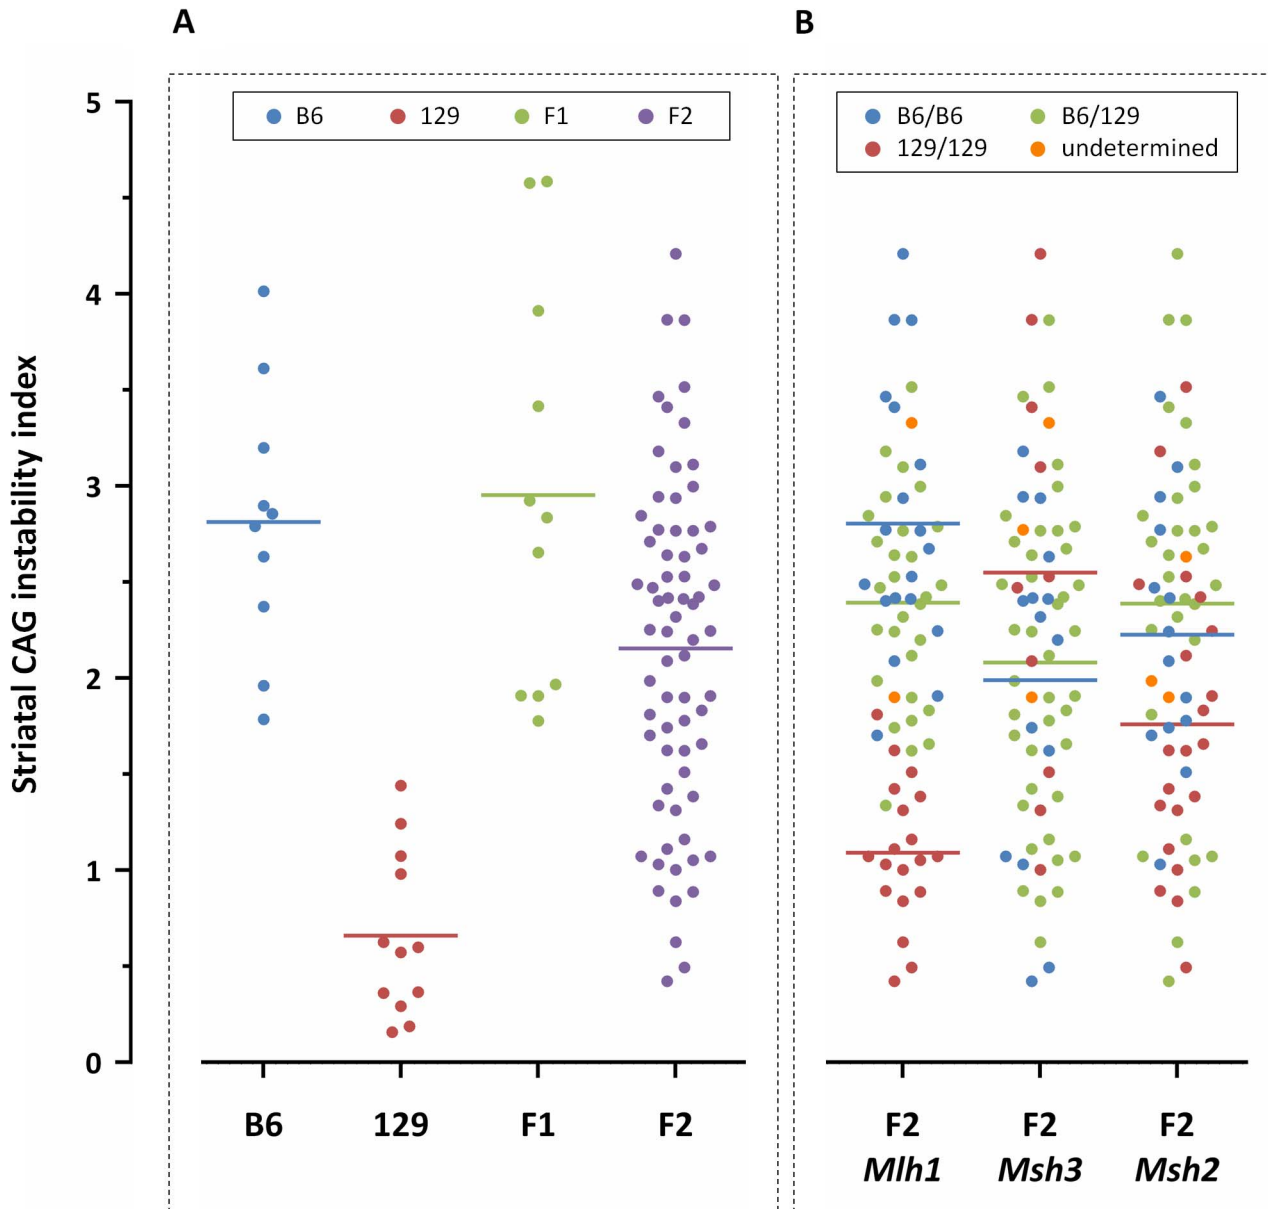 A
B
B6 129 F1 F2
B6/B6 B6/129
129/129 undetermined
Striatal CAG instability index
5
4
3
2
1
0
B6 129 F1 F2
F2 F2 F2
Mlh1 Msh3 Msh2